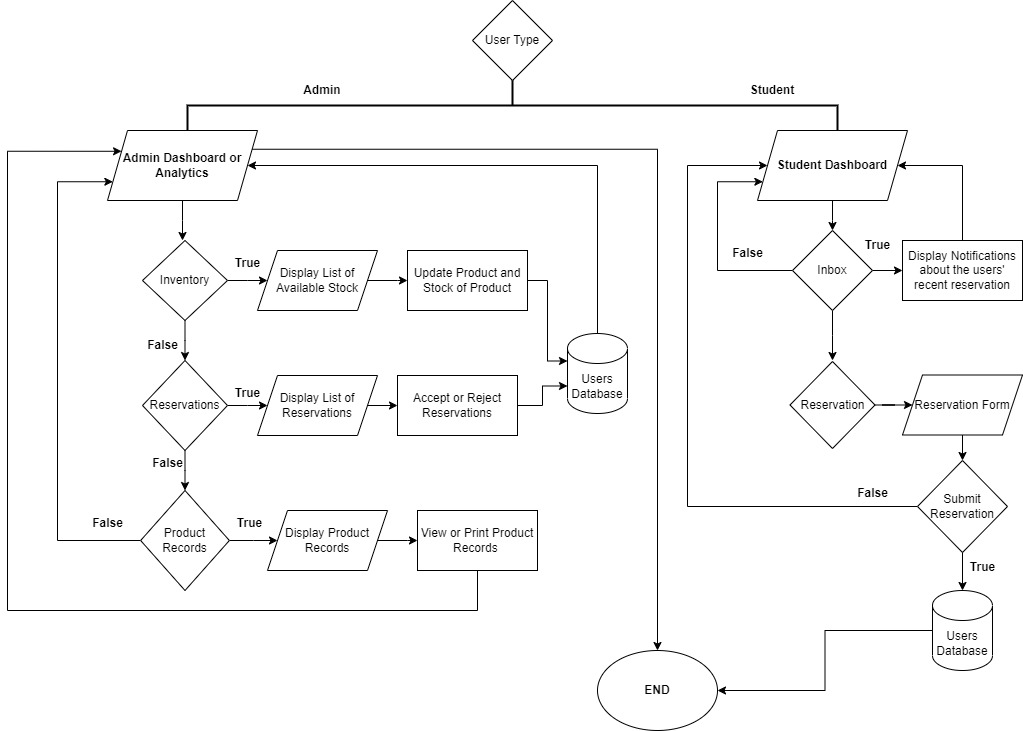 User Type
Admin
Student
Admin Dashboard or
Analytics
Student Dashboard
Inventory
True
Display List of
Available Stock
Update Product and
Stock of Product
False
Inbox
True
Display Notifications
about the users'
recent reservation
False
Reservations
True
Display List of
Reservations
Accept or Reject
Reservations
Users
Database
Reservation
Reservation Form
False
False
Product
Records
True
Display Product
Records
View or Print Product
Records
False
Submit
Reservation
True
Users
Database
END